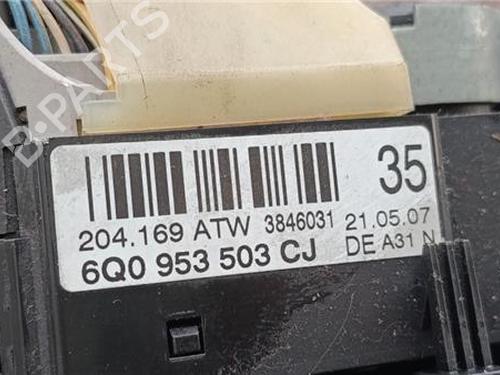 B-PARTS
35
204.169 ATW 3846031 21.05.07
6Q0 953 503 CJ DE A31 N